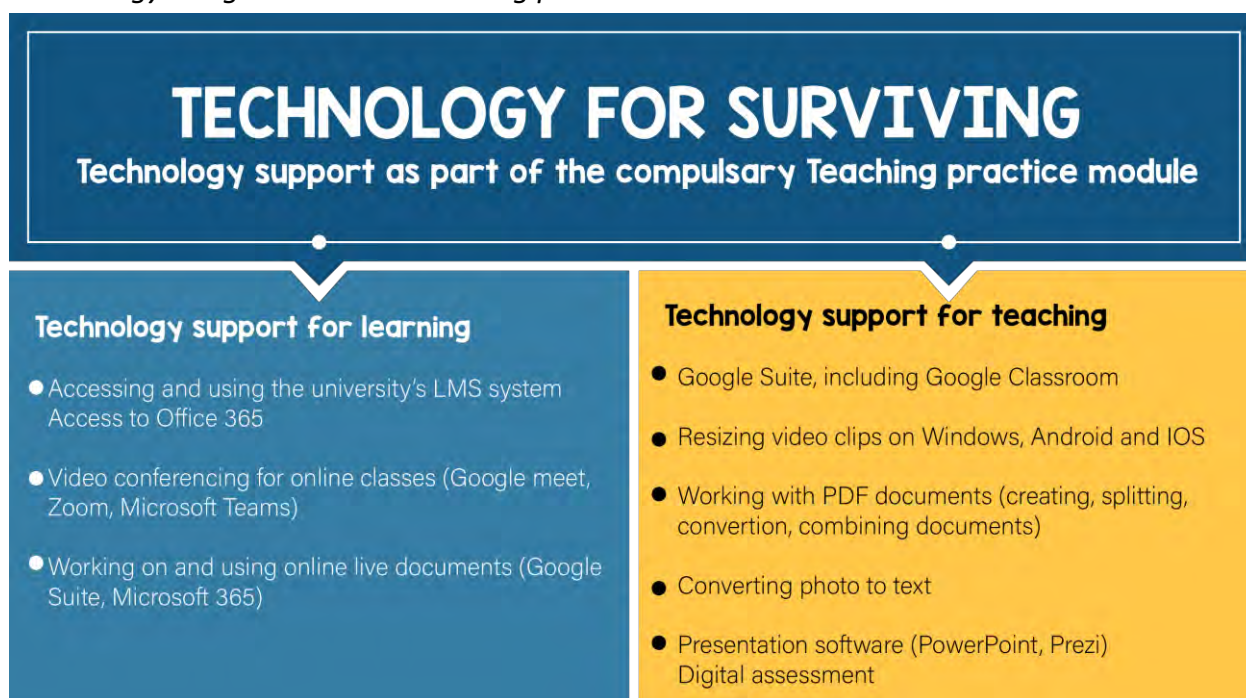 TECHNOLOGY FOR SURVIVING
Technology support as part of the compulsary Teaching practice module
Technology support for learning
Accessing and using the university's LMS system
Access to Office 365
Video conferencing for online classes (Google meet,
Zoom, Microsoft Teams)
Working on and using online live documents (Google
Suite, Microsoft 365)
Technology support for teaching
Google Suite, including Google Classroom
Resizing video clips on Windows, Android and IOS
Working with PDF documents (creating, splitting,
convertion, combining documents)
Converting photo to text
Presentation software (PowerPoint, Prezi)
Digital assessment